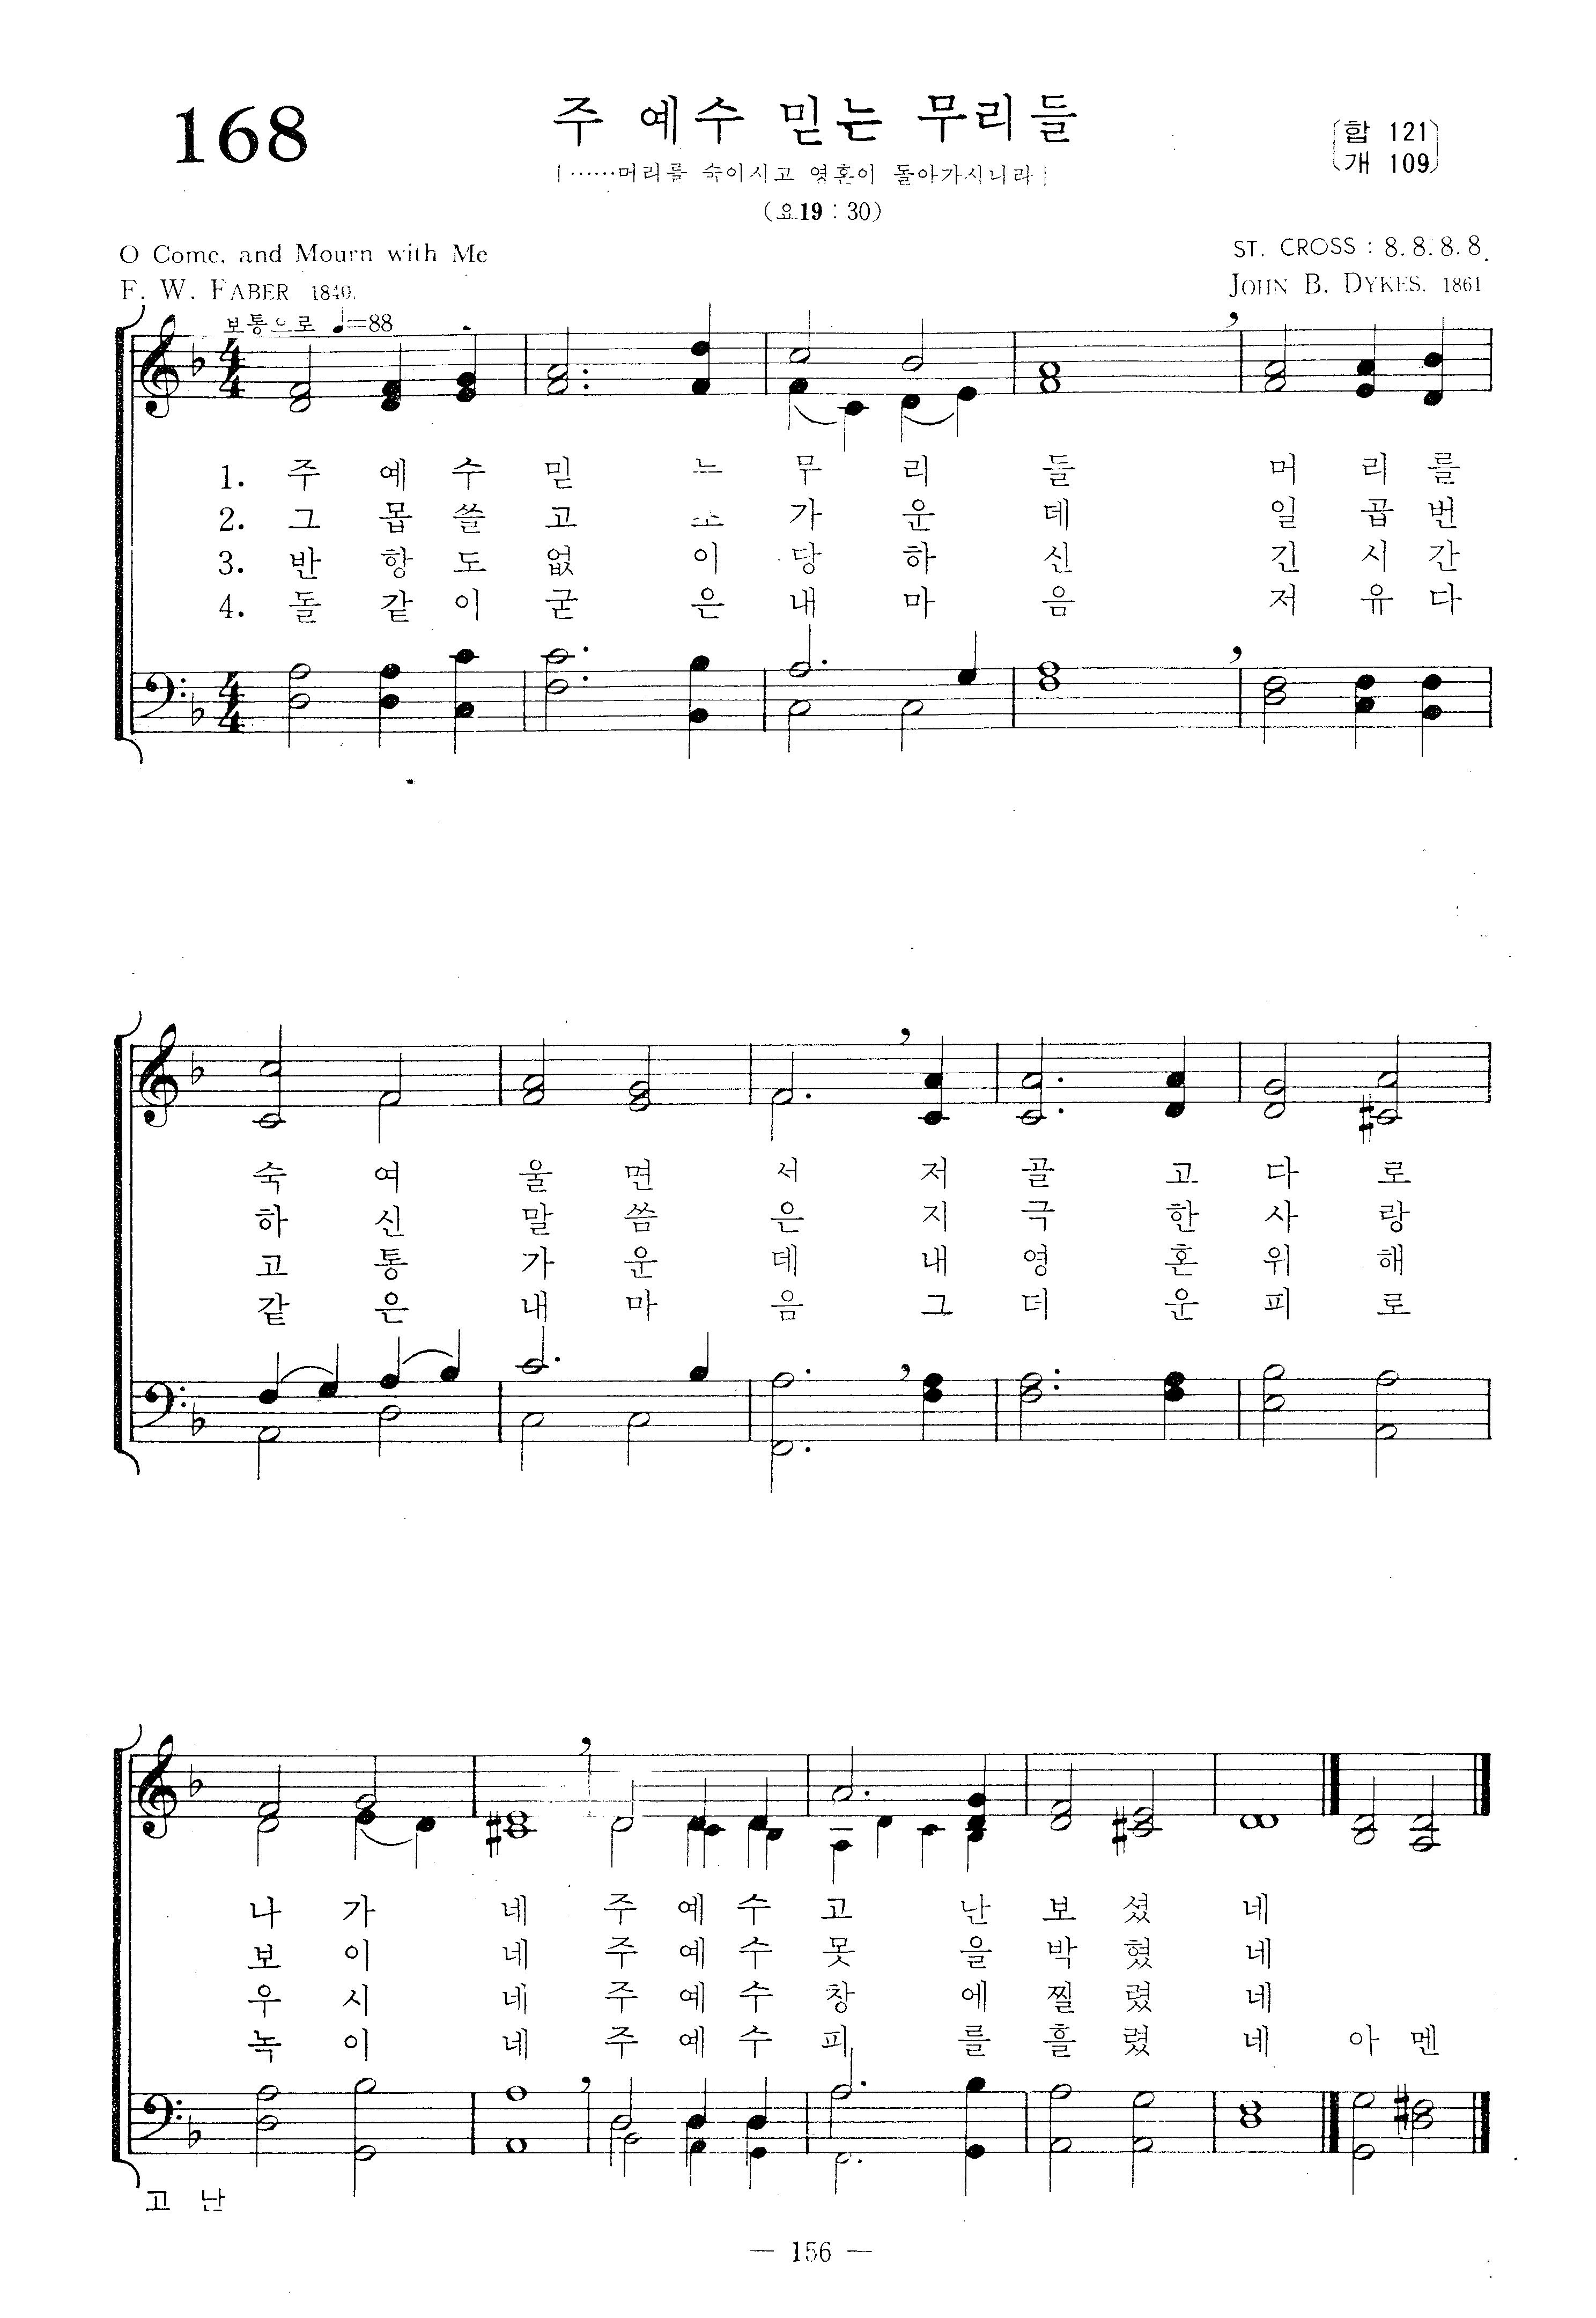 168
주 예수 믿는 무리들
합 121
개 109
……머리를 숙이시고 영혼이 돌아가시니라
(요19 : 30)
O Come, and Mourn with Me
ST. CROSS : 8. 8. 8. 8.
F. W. FABER 1840.
JOHN B. DYKES, 1861
보통으로 ♩=88
1. 주 예 수 믿 느 무 리 들 머 리 를
2. 그 몹 쓸 고 가 운 데 일 곱 번
3. 반 항 도 없 이 당 하 신 긴 시 간
4. 돌 같 이 굳 은 내 마 음 저 유 다
숙 여 울 면 서 저 골 고 다 로
하 신 말 씀 은 지 극 한 사 랑
고 통 가 운 데 내 영 혼 위 해
같 은 내 마 음 그 더 운 피 로
나 가 네 주 예 수 고 난 보 셨 네
보 이 네 주 예 수 못 을 박 혔 네
우 시 네 주 예 수 창 에 찔 렸 네
녹 이 네 주 예 수 피 를 흘 렸 네 아 멘
고 난
— 156 —